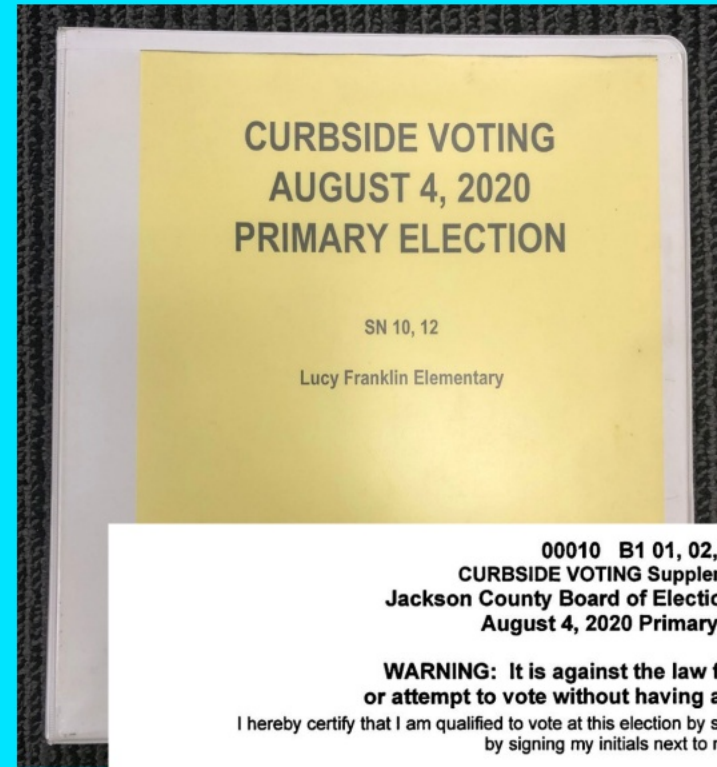 CURBSIDE VOTING
AUGUST 4, 2020
PRIMARY ELECTION
SN 10, 12
Lucy Franklin Elementary
00010 B1 01, 02,
CURBSIDE VOTING
Jackson County Board of
August 4, 2020 Primary
WARNING: It is against the law
or attempt to vote without having
I hereby certify that I am qualified to vote at this election by
by signing my initials next to